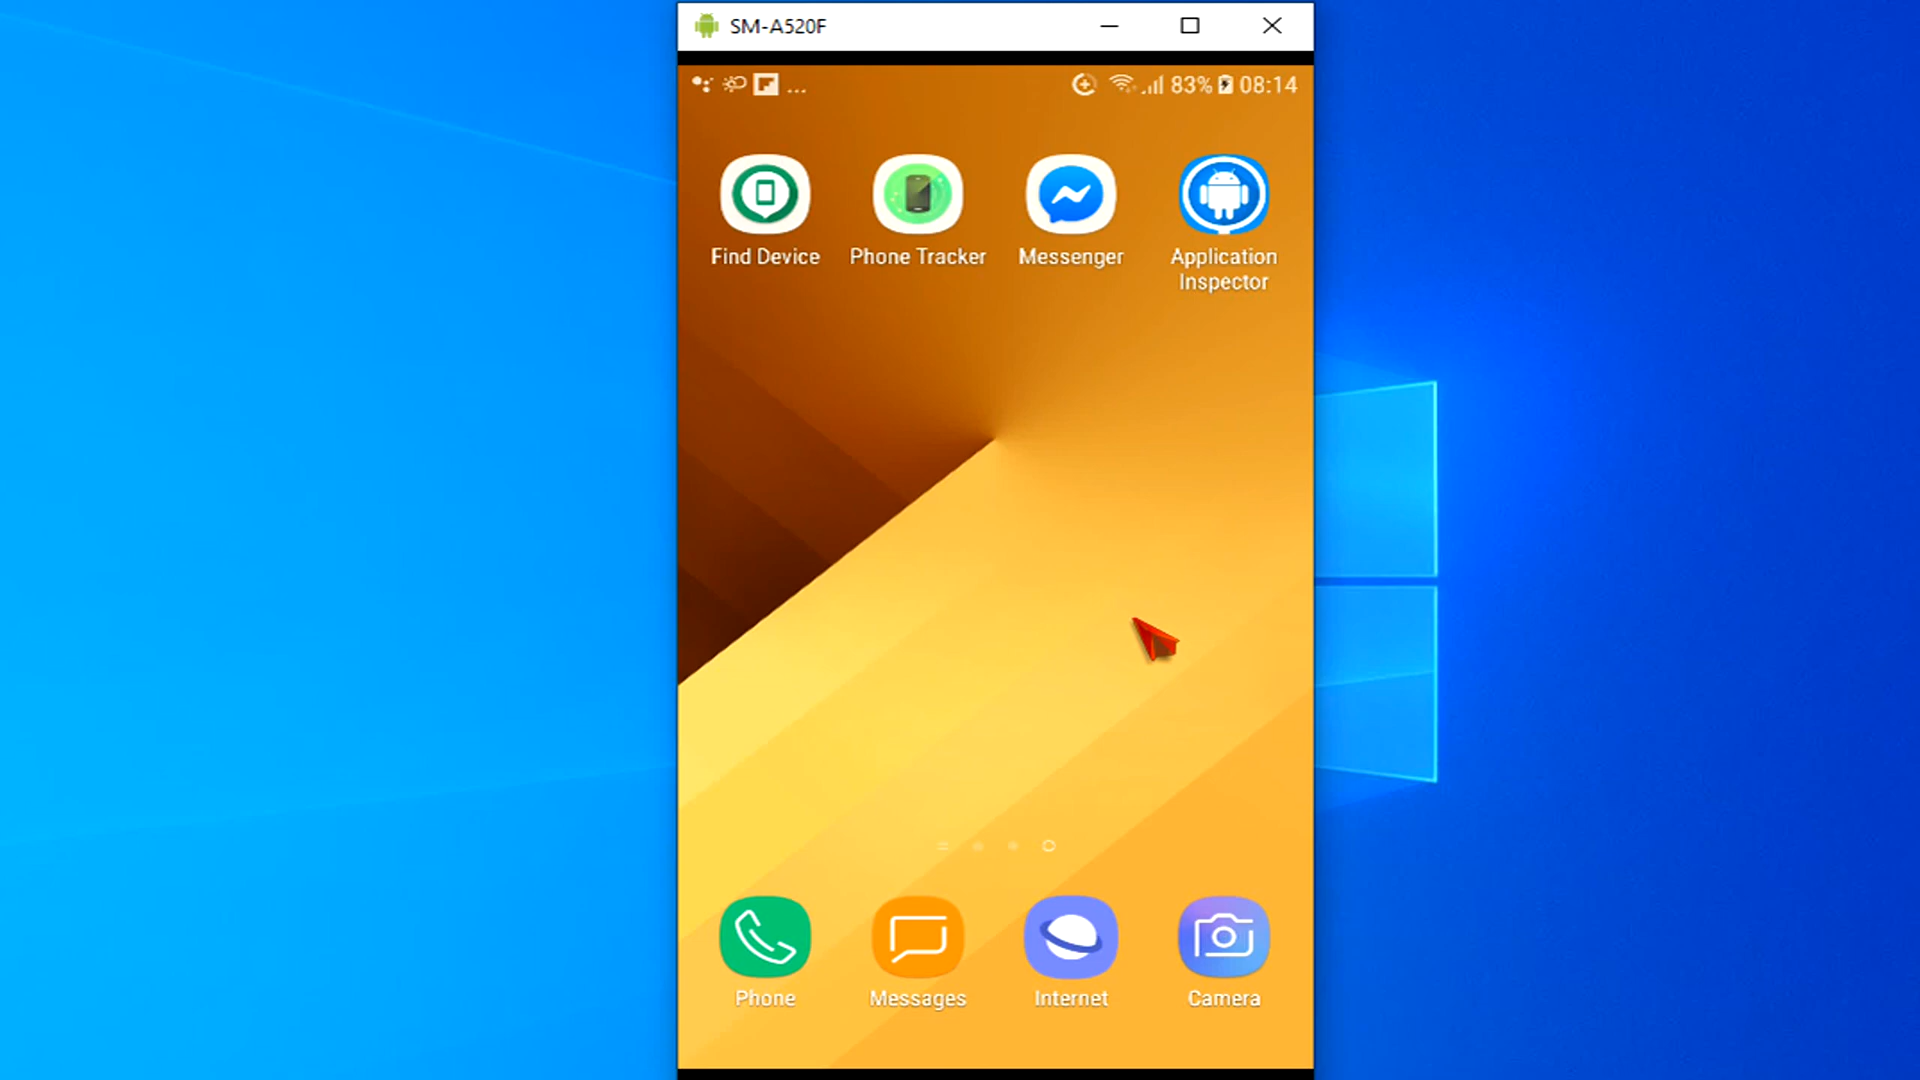 SM-A520F
... 83% 08:14
Find Device Phone Tracker Messenger Application
Inspector
Phone Messages Internet Camera